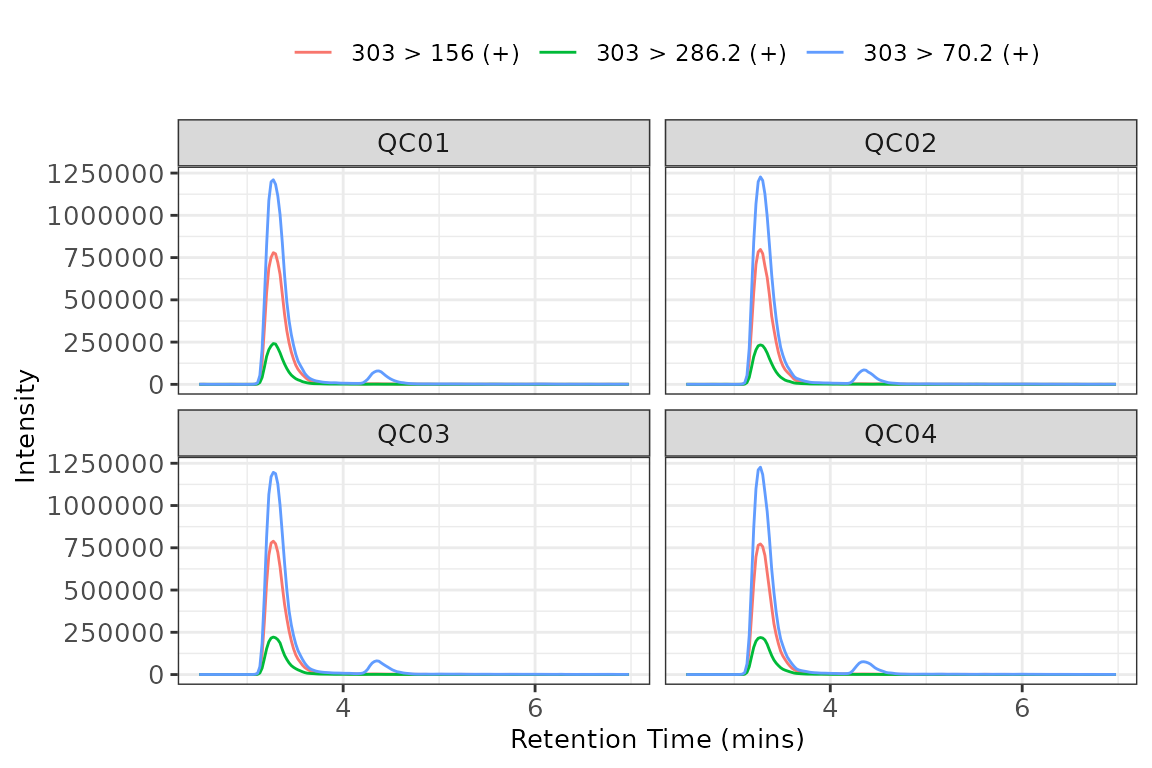 303 > 156 (+) 303 > 286.2 (+) 303 > 70.2 (+)
QC01 QC02
1250000
1000000
750000
500000
250000
0
QC03 QC04
1250000
1000000
750000
500000
250000
0
Intensity
4 6 4 6
Retention Time (mins)